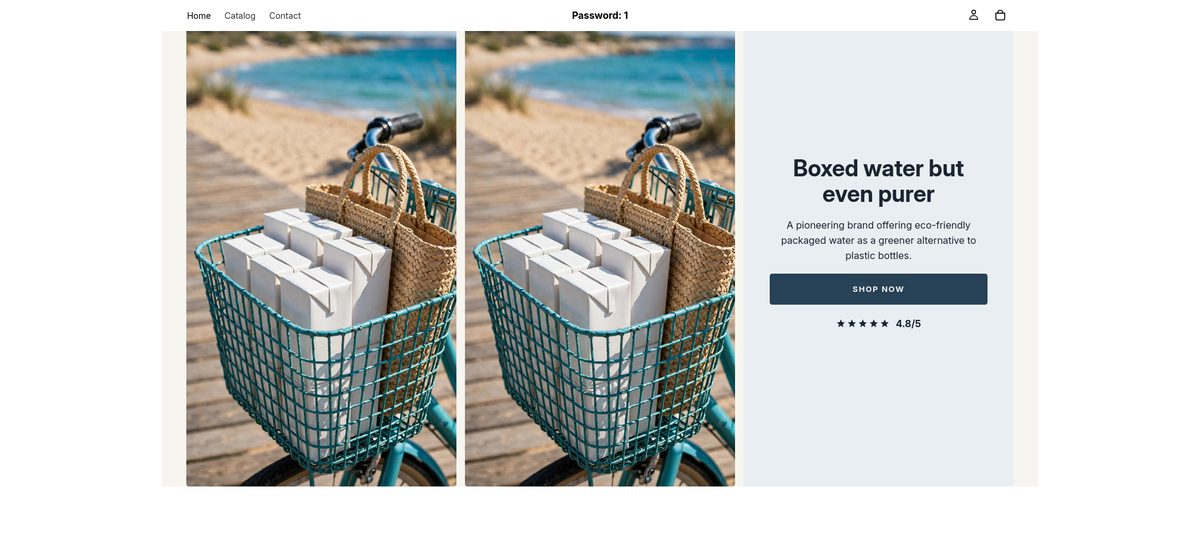 Home
Catalog
Contact
Password: 1
Boxed water but
even purer
A pioneering brand offering eco-friendly
packaged water as a greener alternative to
plastic bottles.
SHOP NOW
4.8/5